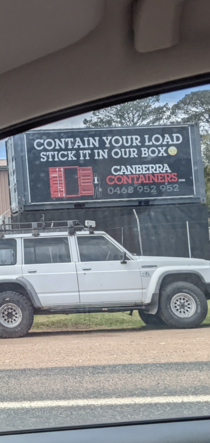 CONTAIN YOUR LOAD
STICK IT IN OUR BOX
CANBERRA
CONTAINERS
0468 952 952